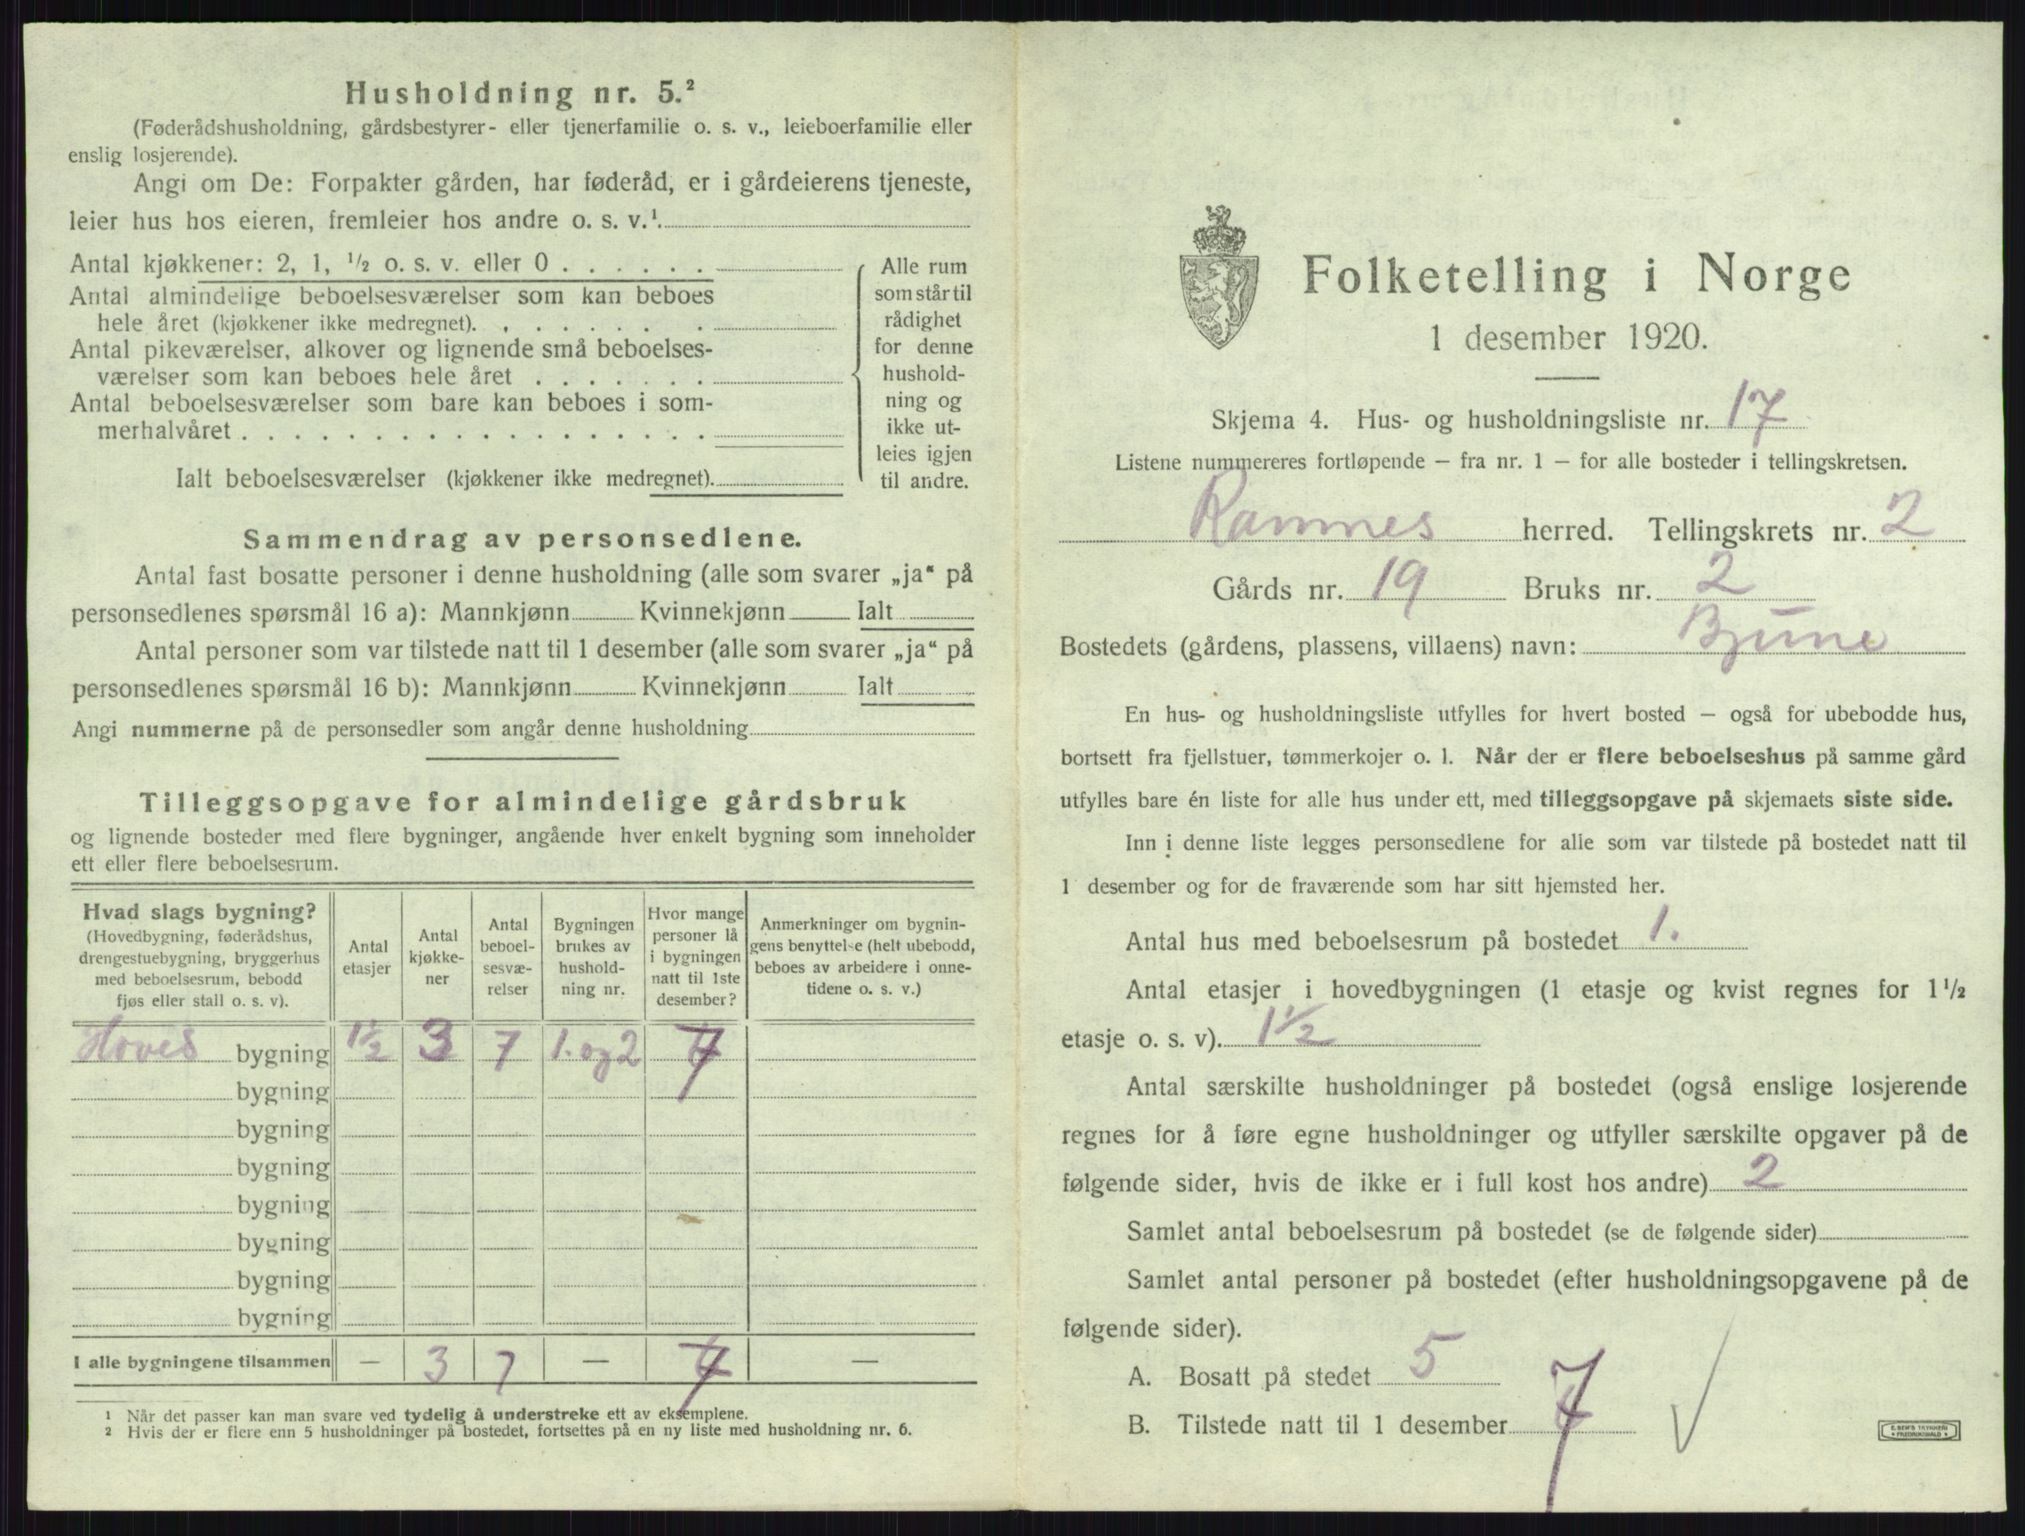 Husholdning nr. 5.²
(Føderådshusholdning, gårdsbestyrer- eller tjenerfamilie o. s. v., leieboerfamilie eller
enslig losjerende).
Angi om De: Forpakter gården, har føderåd, er i gårdeierens tjeneste,
leier hus hos eieren, fremleier hos andre o. s. v.¹.
Antal kjøkkener: 2, 1, ½ o. s. v. eller 0 . . . . . .
Antal almindelige beboelsesværelser som kan beboes
hele året (kjøkkener ikke medregnet). . . . . . . .
Antal pikeværelser, alkover og lignende små beboelses-
værelser som kan beboes hele året . . . . . . .
Antal beboelsesværelser som bare kan beboes i som-
merhalvåret . . . . . . . . . . . . . . . . . .
Ialt beboelsesværelser (kjøkkener ikke medregnet).
Alle rum
som står til
rådighet
for denne
hushold-
ning og
ikke ut-
leies igjen
til andre.
Sammendrag av personsedlene.
Antal fast bosatte personer i denne husholdning (alle som svarer „ja“ på
personsedlenes spørsmål 16 a): Mannkjønn Kvinnekjønn Ialt
Antal personer som var tilstede natt til 1 desember (alle som svarer „ja“ på
personsedlenes spørsmål 16 b): Mannkjønn Kvinnekjønn Ialt
Angi nummerne på de personsedler som angår denne husholdning
Tilleggsopgave for almindelige gårdsbruk
og lignende bosteder med flere bygninger, angående hver enkelt bygning som inneholder
ett eller flere beboelsesrum.
Hvad slags bygning?
(Hovedbygning, føderådshus,
drengestuebygning, bryggerhus
med beboelsesrum, bebodd
fjøs eller stall o. s. v).
Antal
etasjer
Antal
kjøkke-
ner
Antal
beboel-
sesvæ-
relser
Bygningen
brukes av
hushold-
ning nr.
Hvor mange
personer lå
i bygningen
natt til 1ste
desember?
Anmerkninger om bygnin-
gens benyttelse (helt ubebodd,
beboes av arbeidere i onne-
tidene o. s. v.)
Hoved bygning 1½ 3 7 1. og 2 7
bygning
bygning
bygning
bygning
bygning
bygning
bygning
I alle bygningene tilsammen — 3 7 — 7 —
¹ Når det passer kan man svare ved tydelig å understreke ett av eksemplene.
² Hvis der er flere enn 5 husholdninger på bostedet, fortsettes på en ny liste med husholdning nr. 6.
Folketelling i Norge
1 desember 1920.
Skjema 4. Hus- og husholdningsliste nr. 17
Listene nummereres fortløpende – fra nr. 1 – for alle bosteder i tellingskretsen.
Ramnes herred. Tellingskrets nr. 2
Gårds nr. 19 Bruks nr. 2
Bostedets (gårdens, plassens, villaens) navn: Bjune
En hus- og husholdningsliste utfylles for hvert bosted – også for ubebodde hus,
bortsett fra fjellstuer, tømmerkojer o. l. Når der er flere beboelseshus på samme gård
utfylles bare én liste for alle hus under ett, med tilleggsopgave på skjemaets siste side.
Inn i denne liste legges personsedlene for alle som var tilstede på bostedet natt til
1 desember og for de fraværende som har sitt hjemsted her.
Antal hus med beboelsesrum på bostedet 1.
Antal etasjer i hovedbygningen (1 etasje og kvist regnes for 1½
etasje o. s. v). 1½
Antal særskilte husholdninger på bostedet (også enslige losjerende
regnes for å føre egne husholdninger og utfyller særskilte opgaver på de
følgende sider, hvis de ikke er i full kost hos andre) 2
Samlet antal beboelsesrum på bostedet (se de følgende sider)
Samlet antal personer på bostedet (efter husholdningsopgavene på de
følgende sider).
A. Bosatt på stedet 5
B. Tilstede natt til 1 desember 7